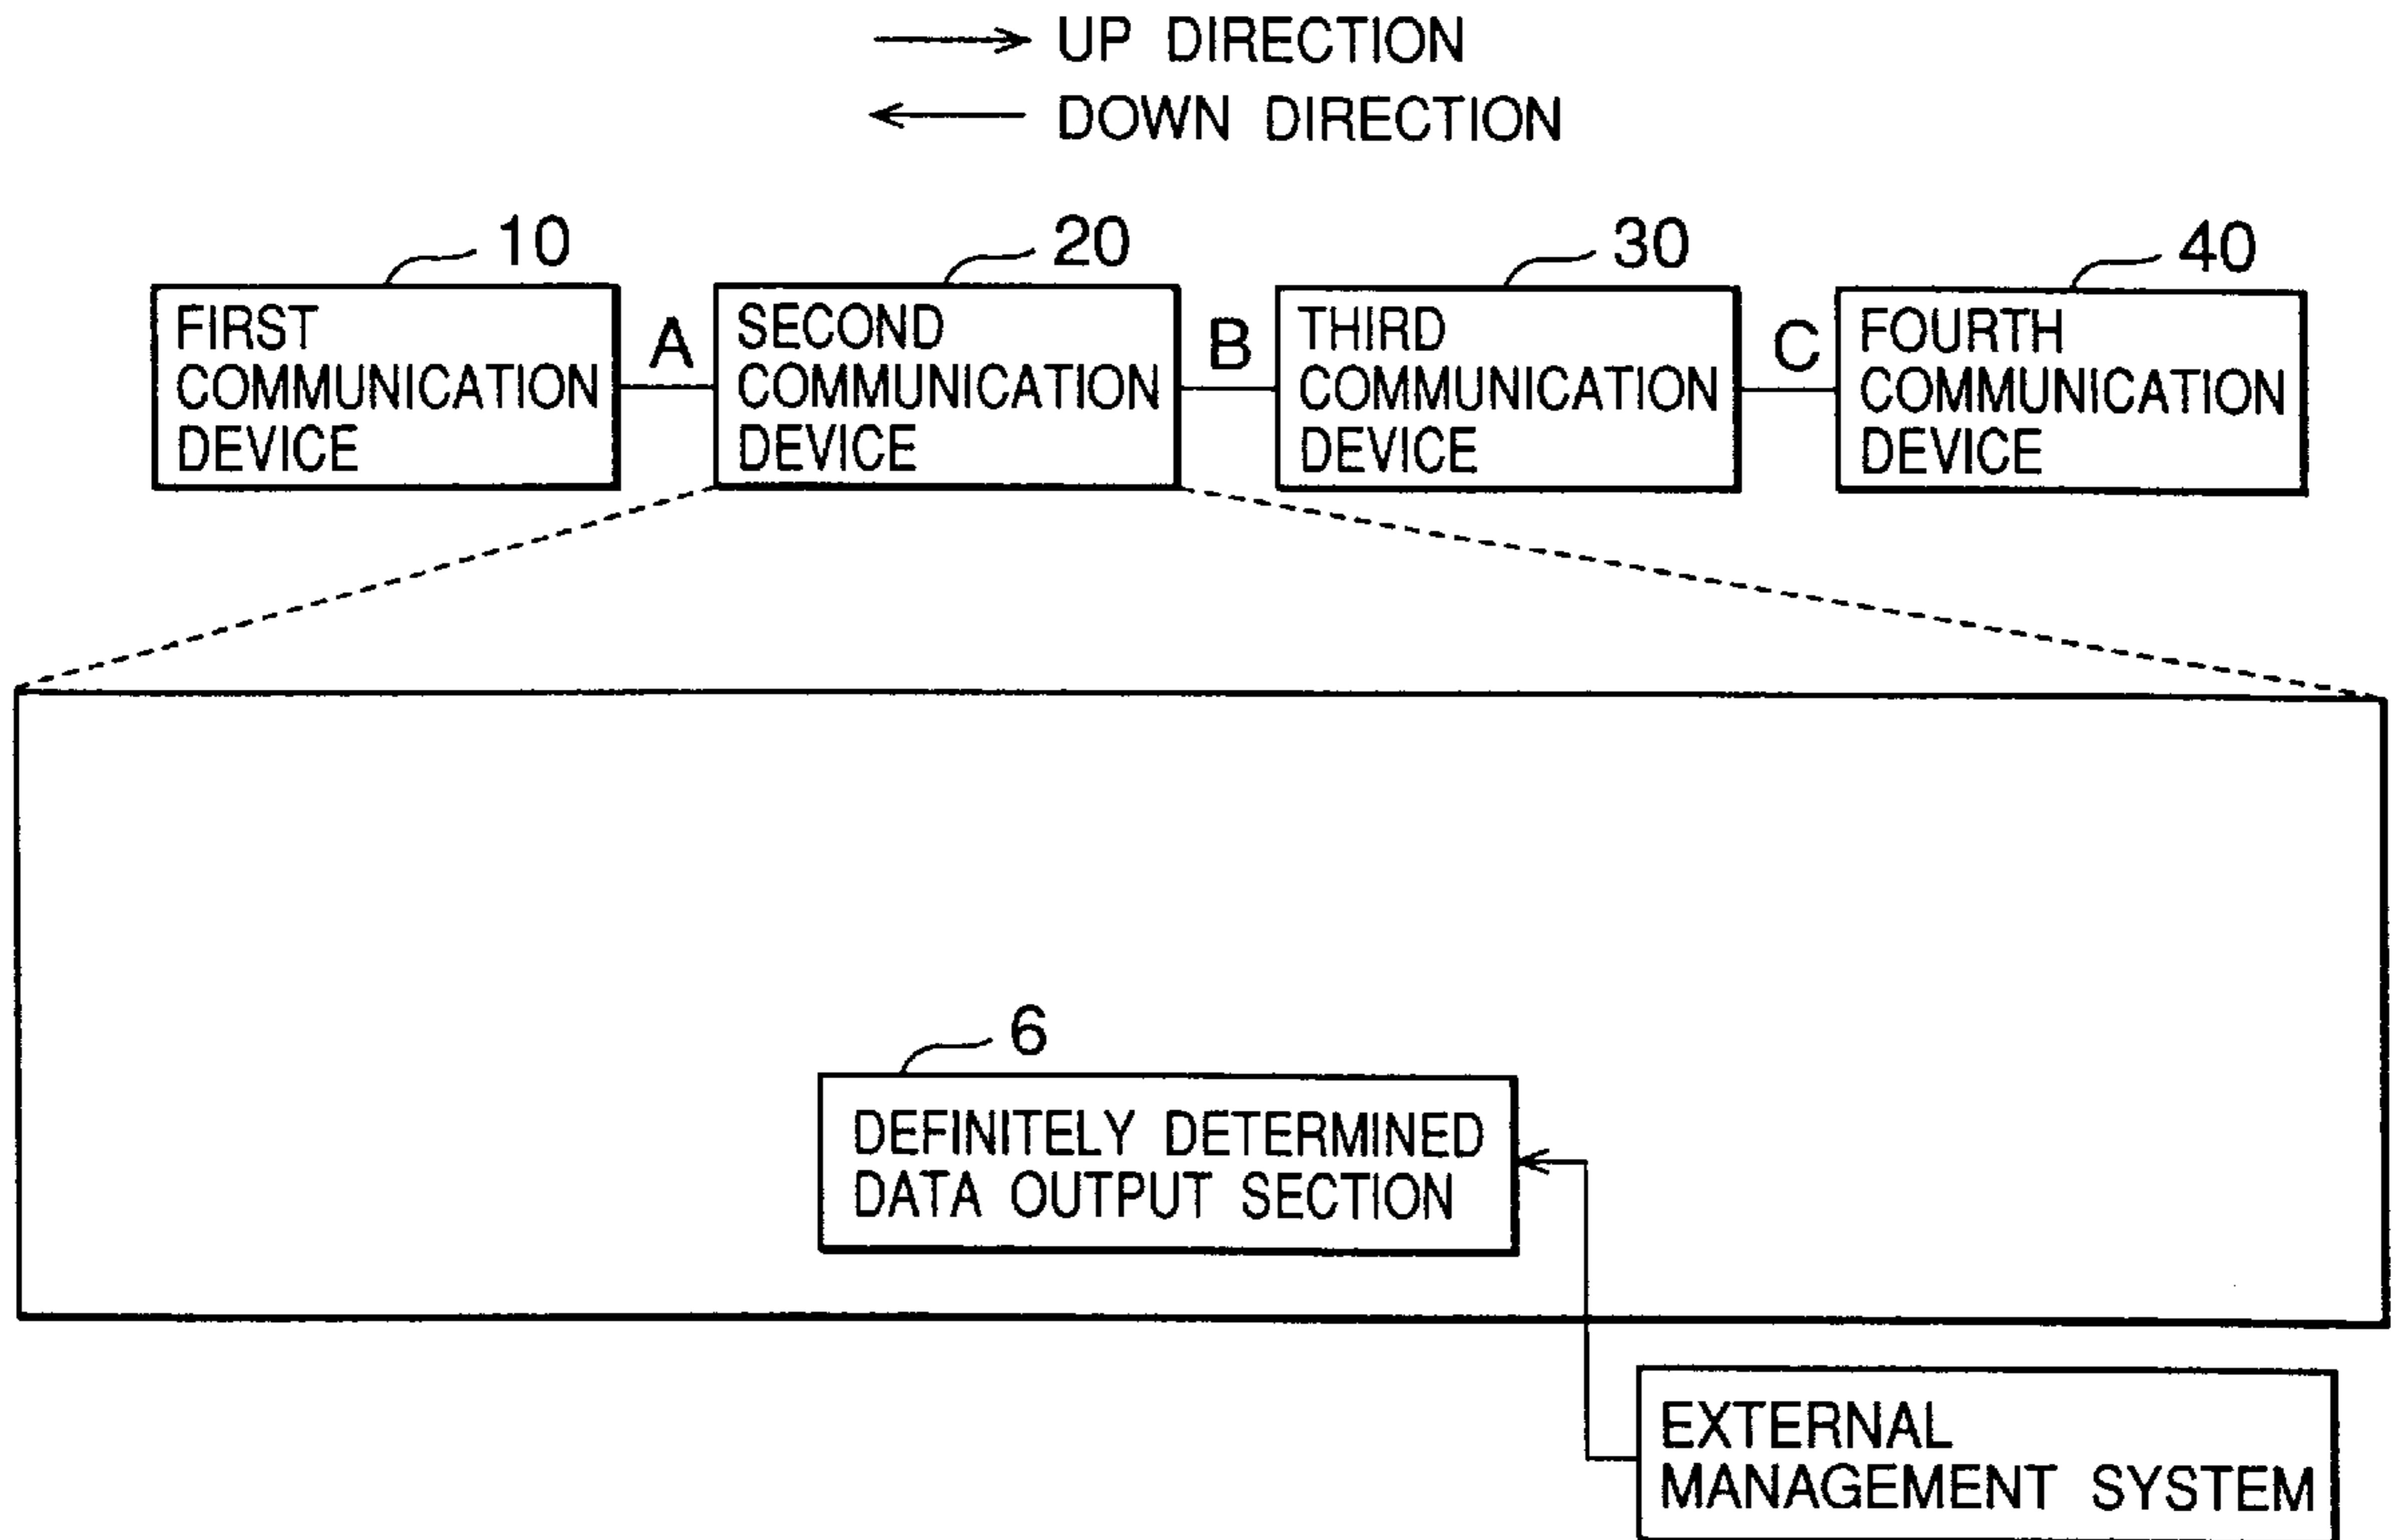 UP DIRECTION
DOWN DIRECTION
10
20
30
40
FIRST
COMMUNICATION
DEVICE
A
SECOND
COMMUNICATION
DEVICE
B
THIRD
COMMUNICATION
DEVICE
C
FOURTH
COMMUNICATION
DEVICE
6
DEFINITELY DETERMINED
DATA OUTPUT SECTION
EXTERNAL
MANAGEMENT SYSTEM